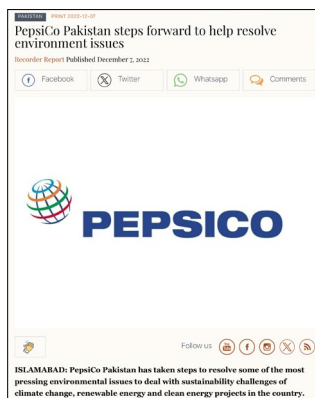 PAKISTAN PRINT 2022-12-07
PepsiCo Pakistan steps forward to help resolve
environment issues
Recorder Report Published December 7, 2022
Facebook Twitter Whatsapp Comments
PEPSICO
Follow us
ISLAMABAD: PepsiCo Pakistan has taken steps to resolve some of the most
pressing environmental issues to deal with sustainability challenges of
climate change, renewable energy and clean energy projects in the country.